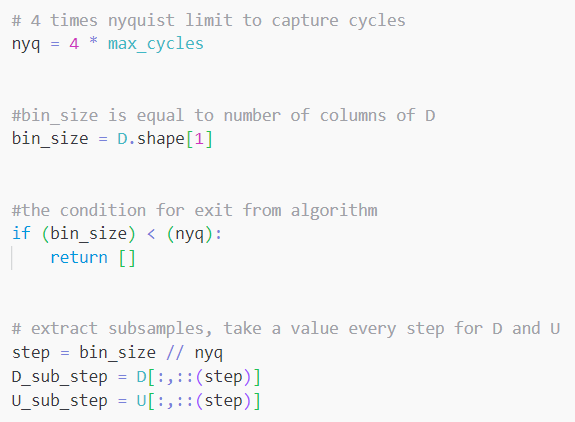 # 4 times nyquist limit to capture cycles
nyq = 4 * max_cycles
#bin_size is equal to number of columns of D
bin_size = D.shape[1]
#the condition for exit from algorithm
if (bin_size) < (nyq):
    return []
# extract subsamples, take a value every step for D and U
step = bin_size // nyq
D_sub_step = D[:,::(step)]
U_sub_step = U[:,::(step)]